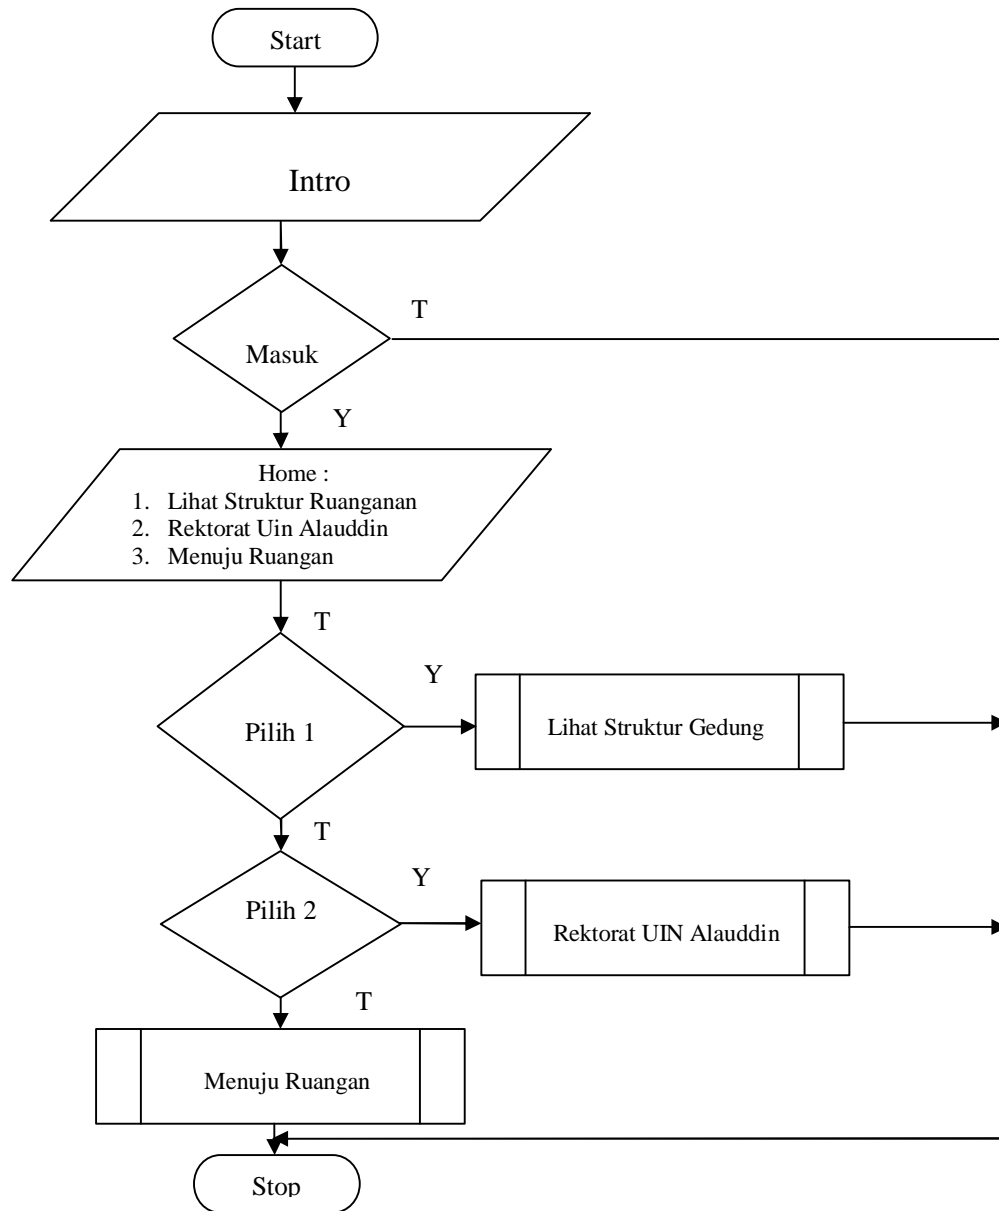 Start
Intro
T
Masuk
Y
Home :
1. Lihat Struktur Ruanganan
2. Rektorat Uin Alauddin
3. Menuju Ruangan
T
Y
Pilih 1
Lihat Struktur Gedung
T
Y
Pilih 2
Rektorat UIN Alauddin
T
Menuju Ruangan
Stop